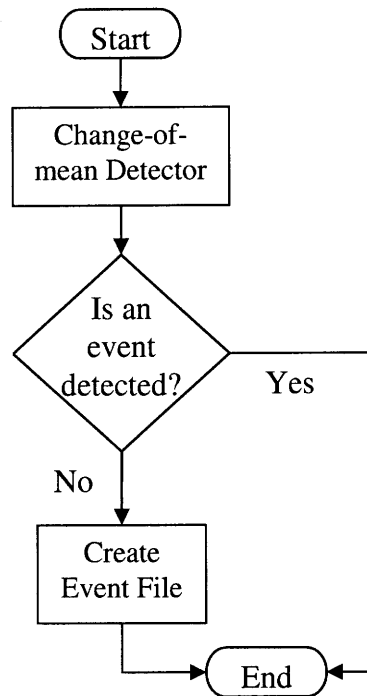 Start
Change-of-
mean Detector
Is an
event
detected?
Yes
No
Create
Event File
End